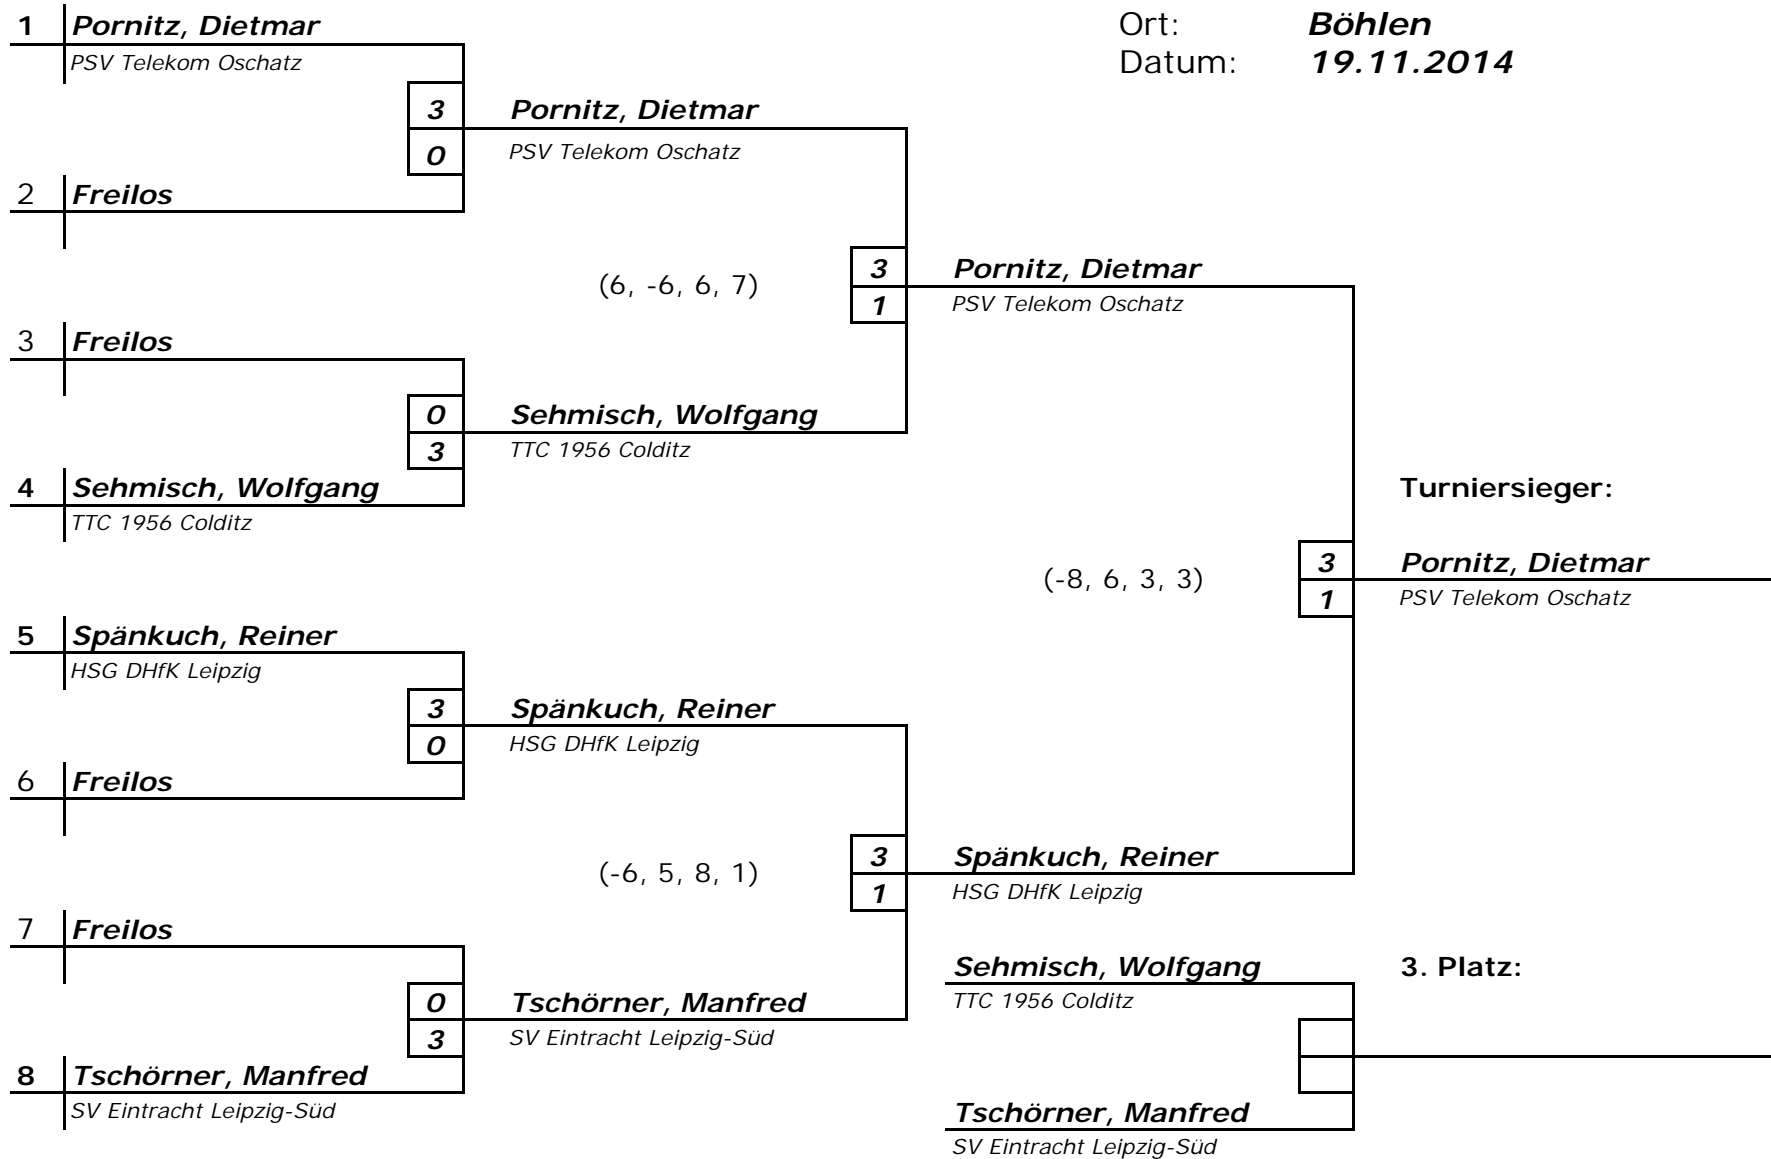 Ort: Böhlen
Datum: 19.11.2014
1 Pornitz, Dietmar
PSV Telekom Oschatz
3 Pornitz, Dietmar
0 PSV Telekom Oschatz
2 Freilos
(6, -6, 6, 7) 3 Pornitz, Dietmar
1 PSV Telekom Oschatz
3 Freilos
0 Sehmisch, Wolfgang
3 TTC 1956 Colditz
4 Sehmisch, Wolfgang
TTC 1956 Colditz
Turniersieger:
(-8, 6, 3, 3) 3 Pornitz, Dietmar
1 PSV Telekom Oschatz
5 Spänkuch, Reiner
HSG DHfK Leipzig
3 Spänkuch, Reiner
0 HSG DHfK Leipzig
6 Freilos
(-6, 5, 8, 1) 3 Spänkuch, Reiner
1 HSG DHfK Leipzig
7 Freilos
0 Tschörner, Manfred
3 SV Eintracht Leipzig-Süd
8 Tschörner, Manfred
SV Eintracht Leipzig-Süd
Sehmisch, Wolfgang 3. Platz:
TTC 1956 Colditz
Tschörner, Manfred
SV Eintracht Leipzig-Süd